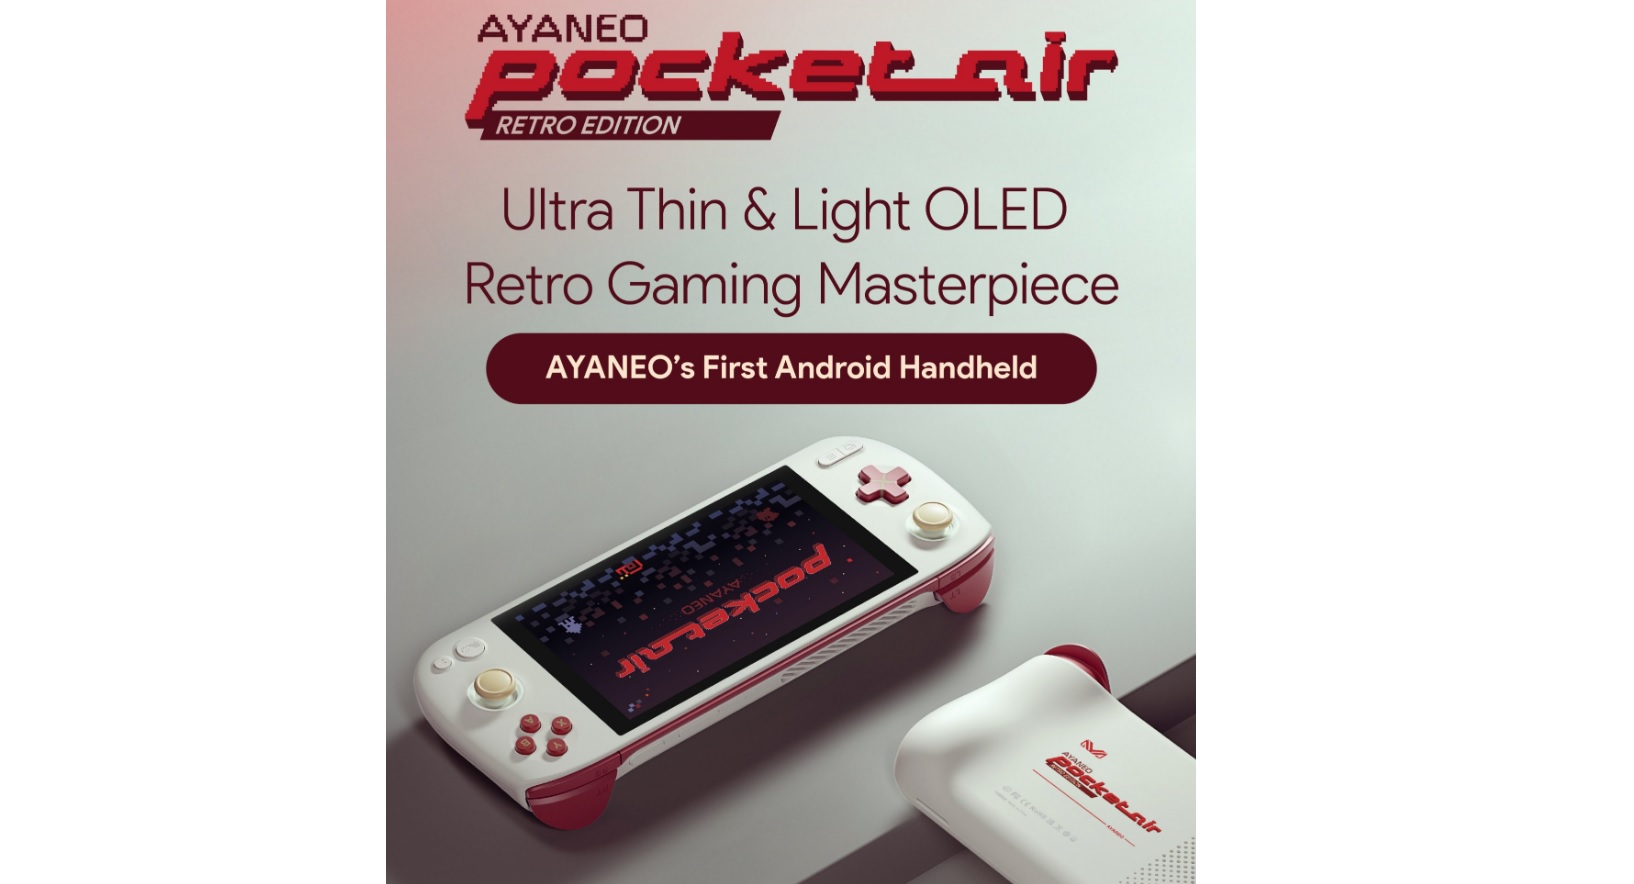 AYANEO
pocket air
RETRO EDITION
Ultra Thin & Light OLED
Retro Gaming Masterpiece
AYANEO’s First Android Handheld
AYANEO
pocket air
AYANEO
pocket air